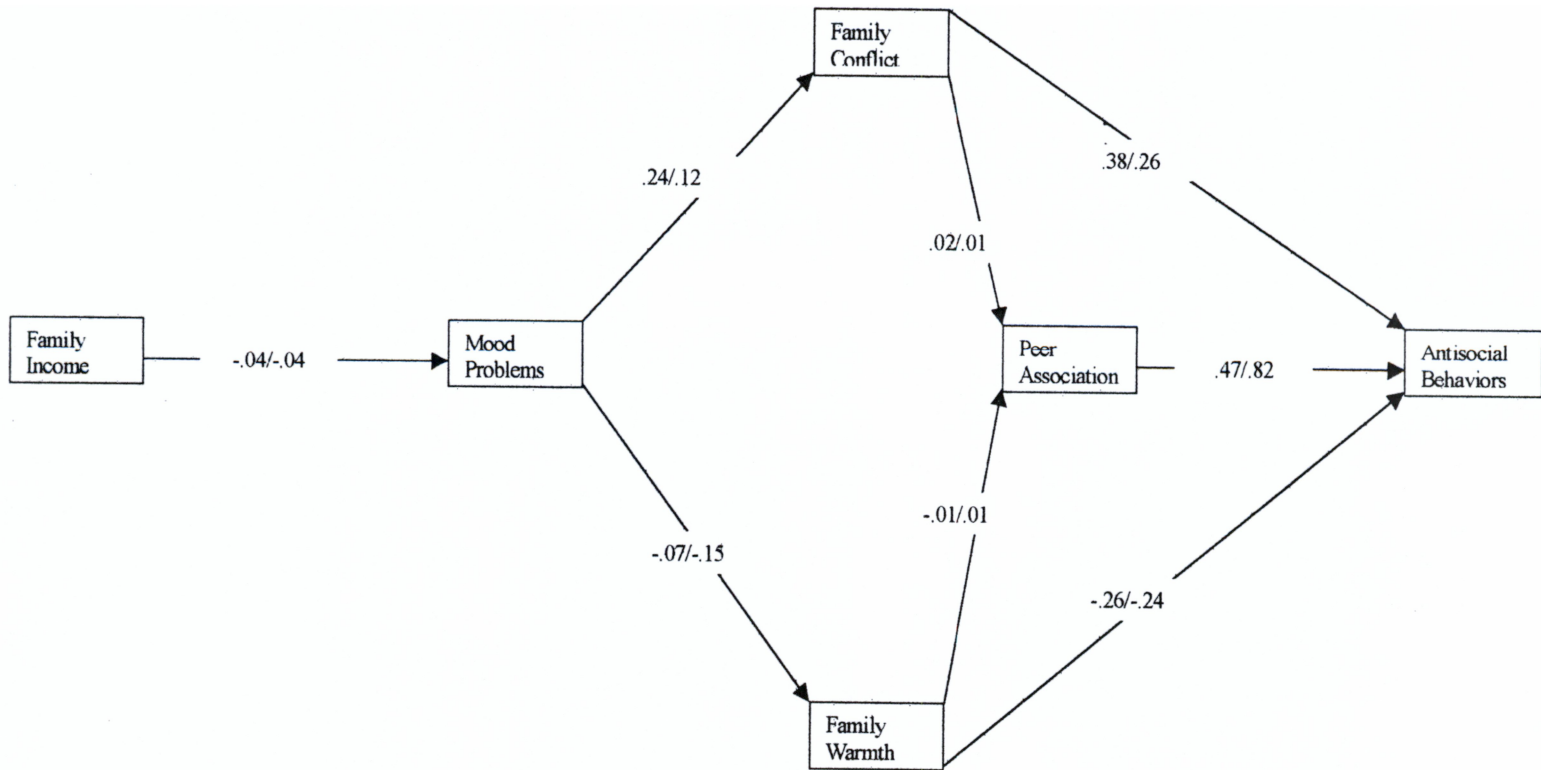 Family
Conflict
.38/.26
.24/.12
.02/.01
Family
Income
-.04/-.04
Mood
Problems
Peer
Association
.47/.82
Antisocial
Behaviors
-.01/.01
-.07/-.15
-.26/-.24
Family
Warmth